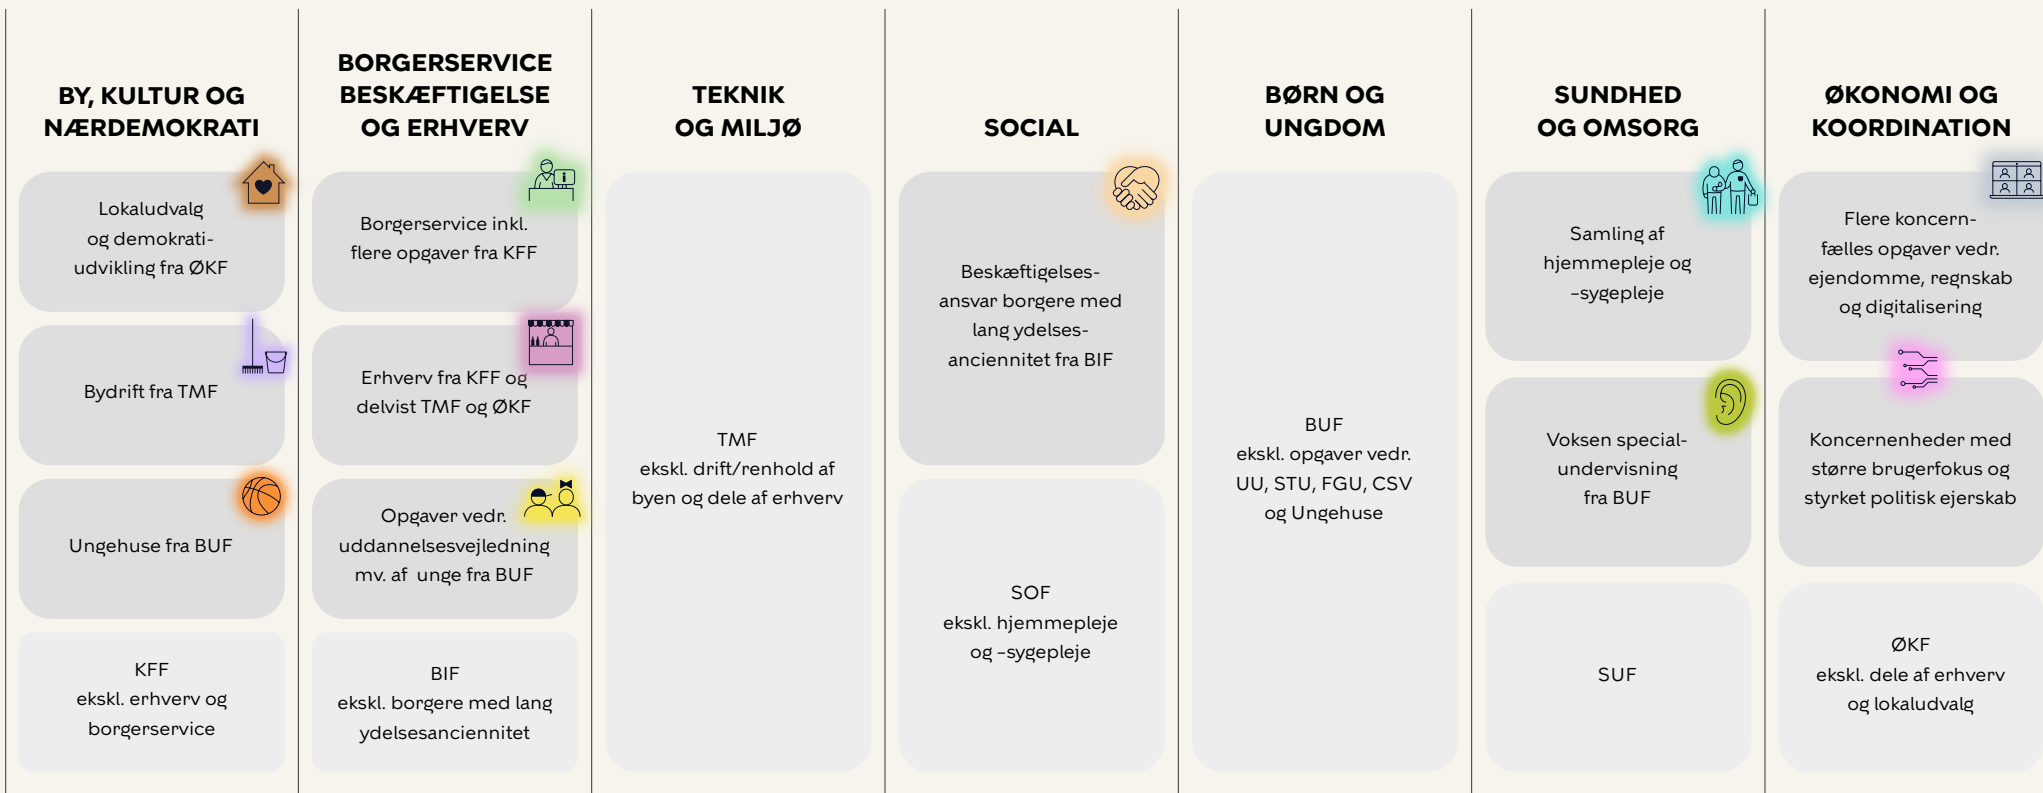 BY, KULTUR OG
NÆRDEMOKRATI
Lokaludvalg
og demokrati-
udvikling fra ØKF
Bydrift fra TMF
Ungehuse fra BUF
KFF
ekskl. erhverv og
borgerservice
BORGERSERVICE
BESKÆFTIGELSE
OG ERHVERV
Borgerservice inkl.
flere opgaver fra KFF
Erhverv fra KFF og
delvist TMF og ØKF
Opgaver vedr.
uddannelsesvejledning
mv. af unge fra BUF
BIF
ekskl. borgere med lang
ydelsesanciennitet
TEKNIK
OG MILJØ
TMF
ekskl. drift/renhold af
byen og dele af erhverv
SOCIAL
Beskæftigelses-
ansvar borgere med
lang ydelses-
anciennitet fra BIF
SOF
ekskl. hjemmepleje
og -sygepleje
BØRN OG
UNGDOM
BUF
ekskl. opgaver vedr.
UU, STU, FGU, CSV
og Ungehuse
SUNDHED
OG OMSORG
Samling af
hjemmepleje og
-sygepleje
Voksen special-
undervisning
fra BUF
SUF
ØKONOMI OG
KOORDINATION
Flere koncern-
fælles opgaver vedr.
ejendomme, regnskab
og digitalisering
Koncernenheder med
større brugerfokus og
styrket politisk ejerskab
ØKF
ekskl. dele af erhverv
og lokaludvalg